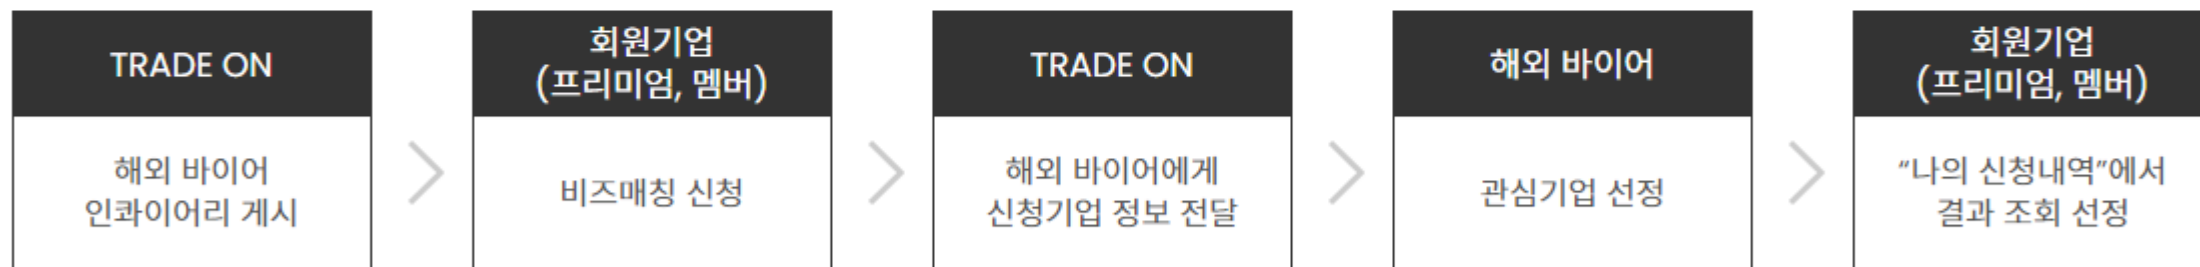 TRADE ON
해외 바이어
인콰이어리 게시
회원기업
(프리미엄, 멤버)
비즈매칭 신청
TRADE ON
해외 바이어에게
신청기업 정보 전달
해외 바이어
관심기업 선정
회원기업
(프리미엄, 멤버)
“나의 신청내역”에서
결과 조회 선정